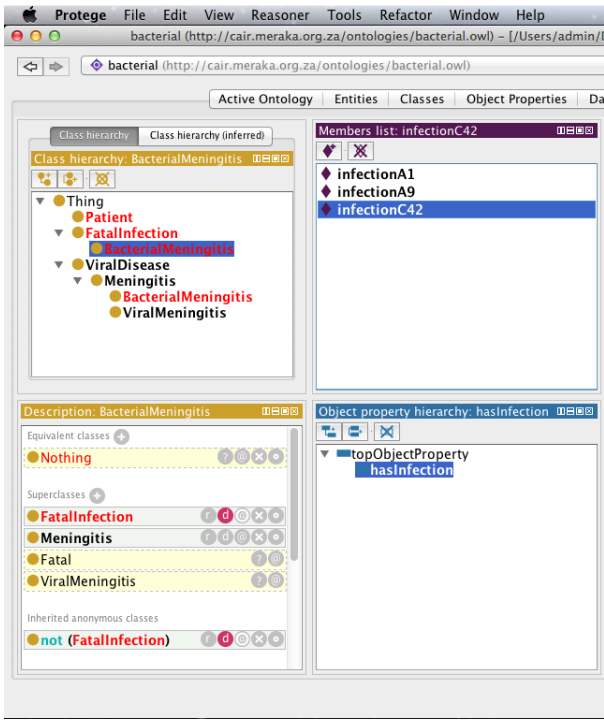 Protege File Edit View Reasoner Tools Refactor Window Help
bacterial (http://cair.meraka.org.za/ontologies/bacterial.owl) – [/Users/admin/
bacterial (http://cair.meraka.org.za/ontologies/bacterial.owl)
Active Ontology Entities Classes Object Properties Da
Class hierarchy Class hierarchy (inferred)
Class hierarchy: BacterialMeningitis
Thing
Patient
FatalInfection
BacterialMeningitis
ViralDisease
Meningitis
BacterialMeningitis
ViralMeningitis
Members list: infectionC42
infectionA1
infectionA9
infectionC42
Description: BacterialMeningitis
Equivalent classes +
Nothing ? @ × o
Superclasses +
FatalInfection r d @ × o
Meningitis r d @ × o
Fatal ? @
ViralMeningitis ? @
Inherited anonymous classes
not (FatalInfection) r d @ × o
Object property hierarchy: hasInfection
topObjectProperty
hasInfection